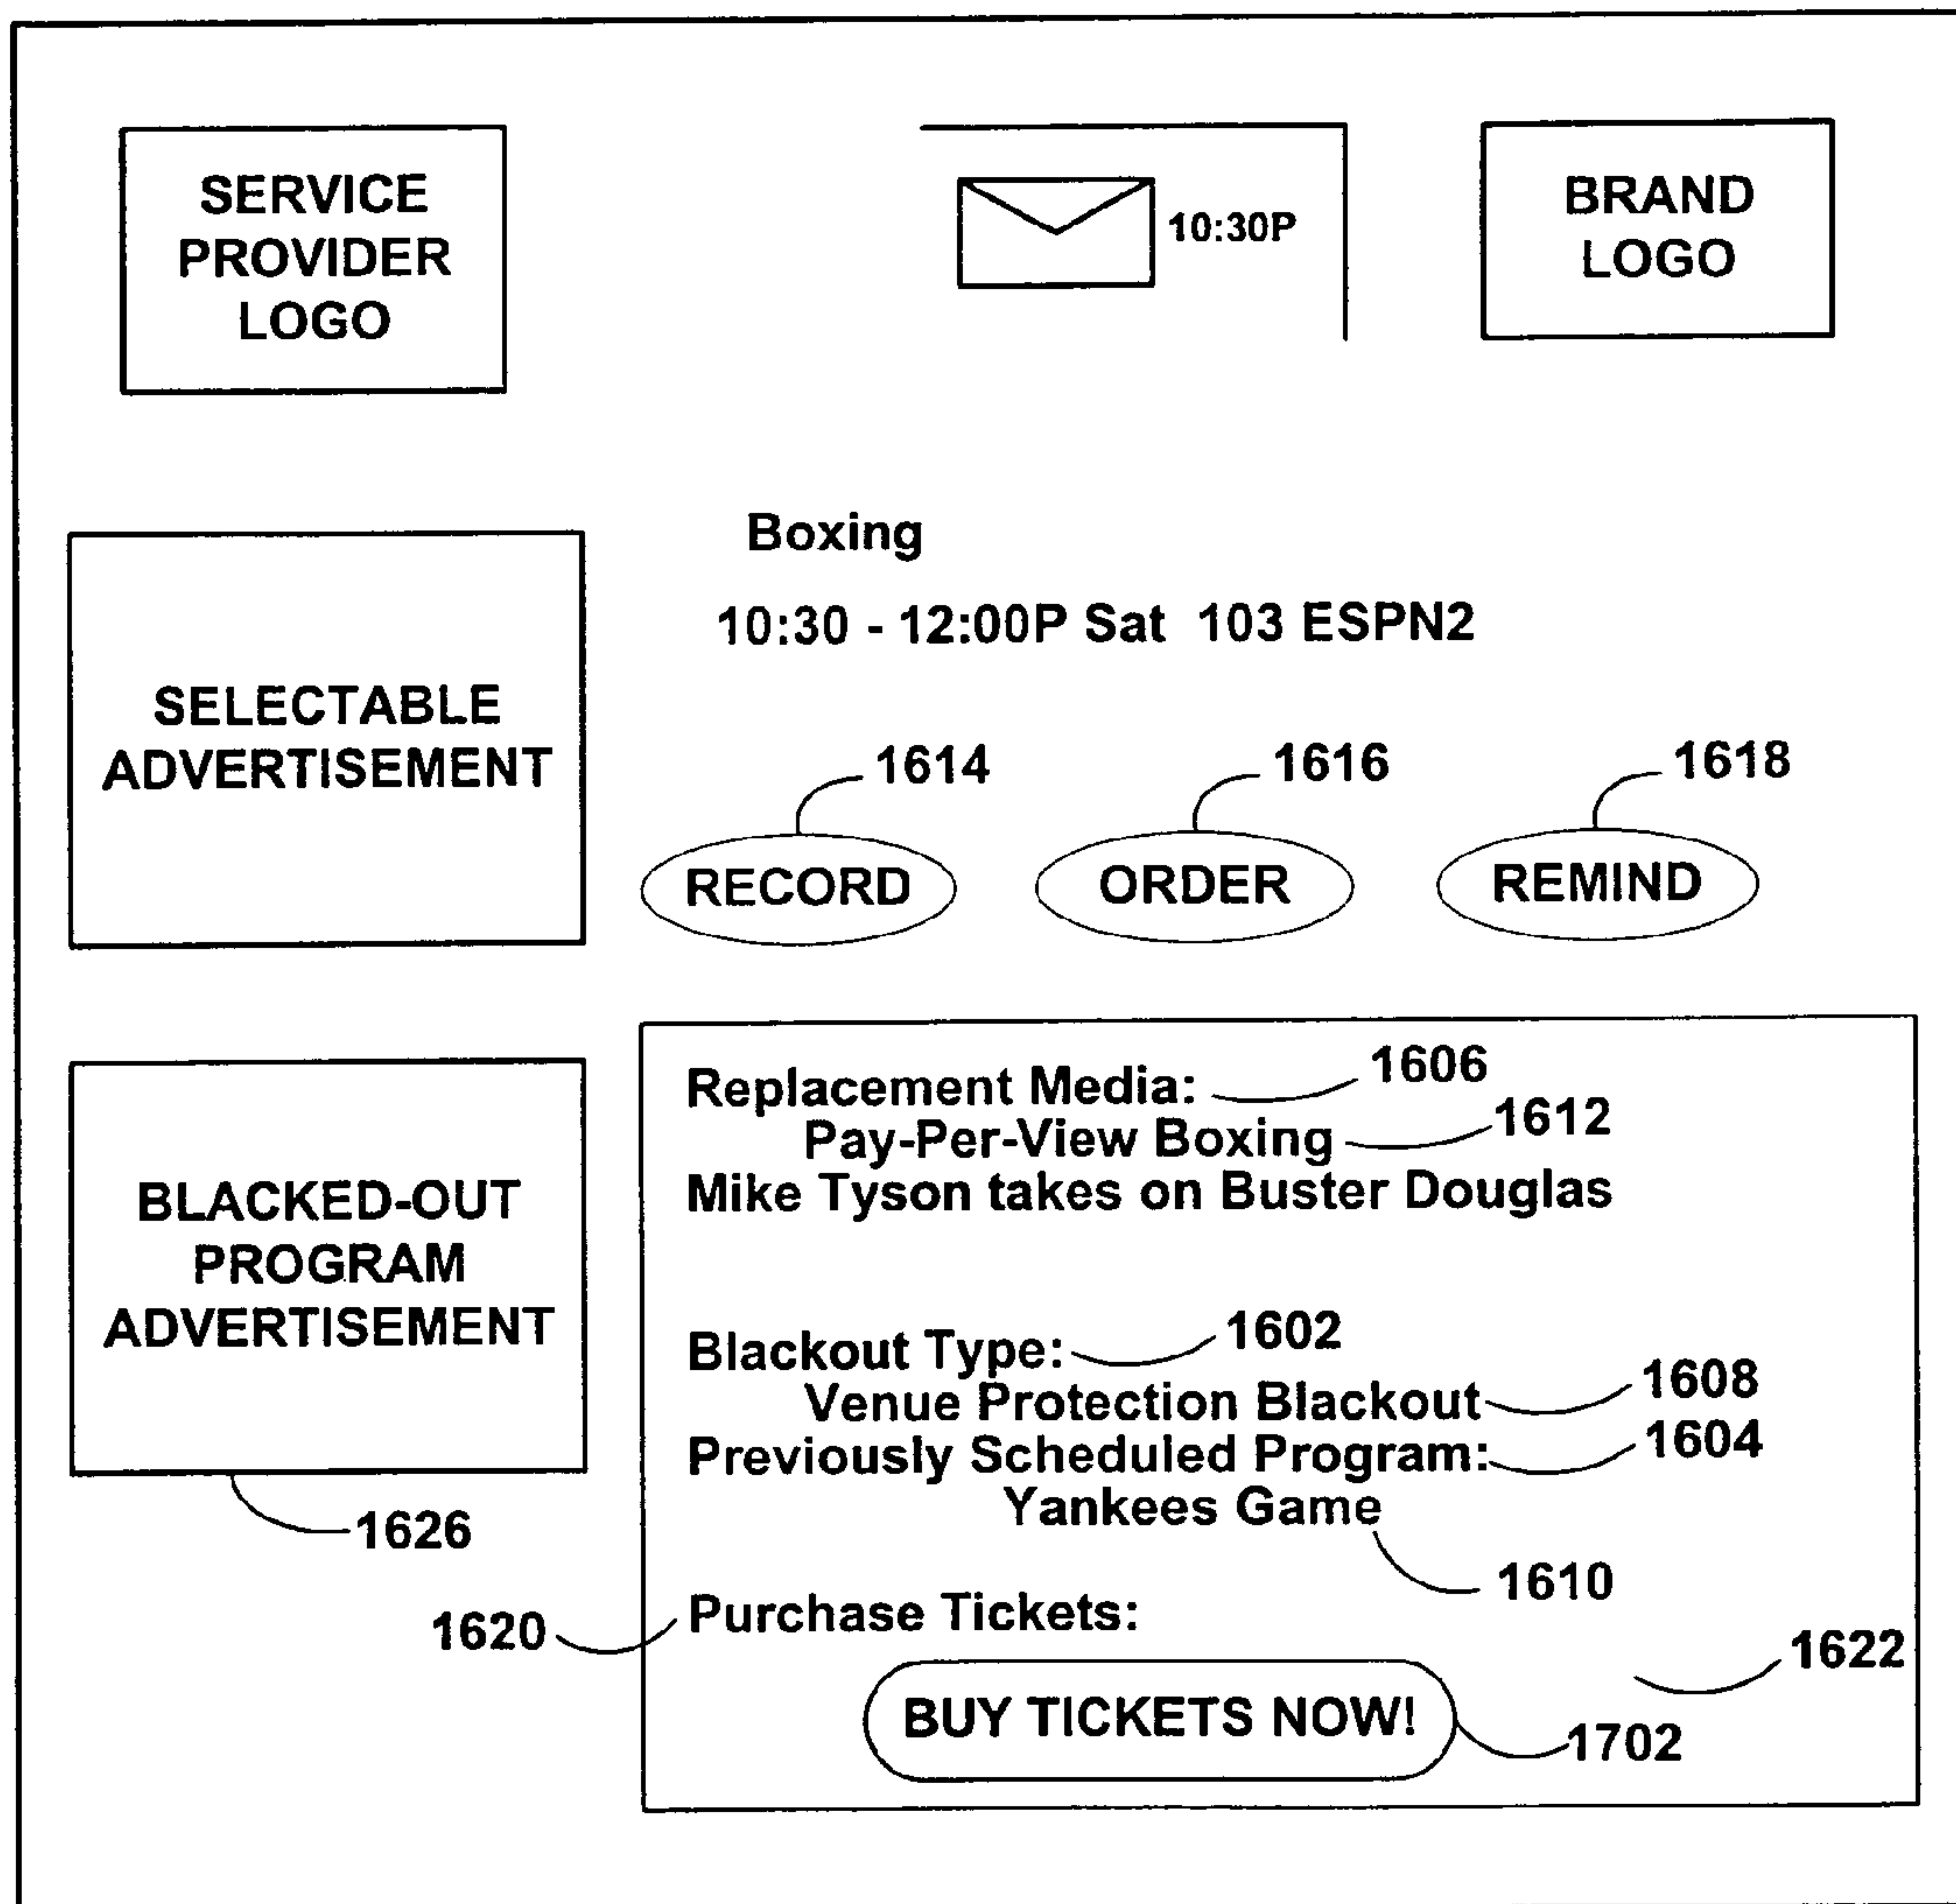 SERVICE
PROVIDER
LOGO
10:30P
BRAND
LOGO
Boxing
10:30 - 12:00P Sat 103 ESPN2
SELECTABLE
ADVERTISEMENT
1614
1616
1618
RECORD
ORDER
REMIND
BLACKED-OUT
PROGRAM
ADVERTISEMENT
1626
Replacement Media: 1606
Pay-Per-View Boxing 1612
Mike Tyson takes on Buster Douglas
Blackout Type: 1602
Venue Protection Blackout 1608
Previously Scheduled Program: 1604
Yankees Game
1610
1620 Purchase Tickets:
1622
BUY TICKETS NOW!
1702